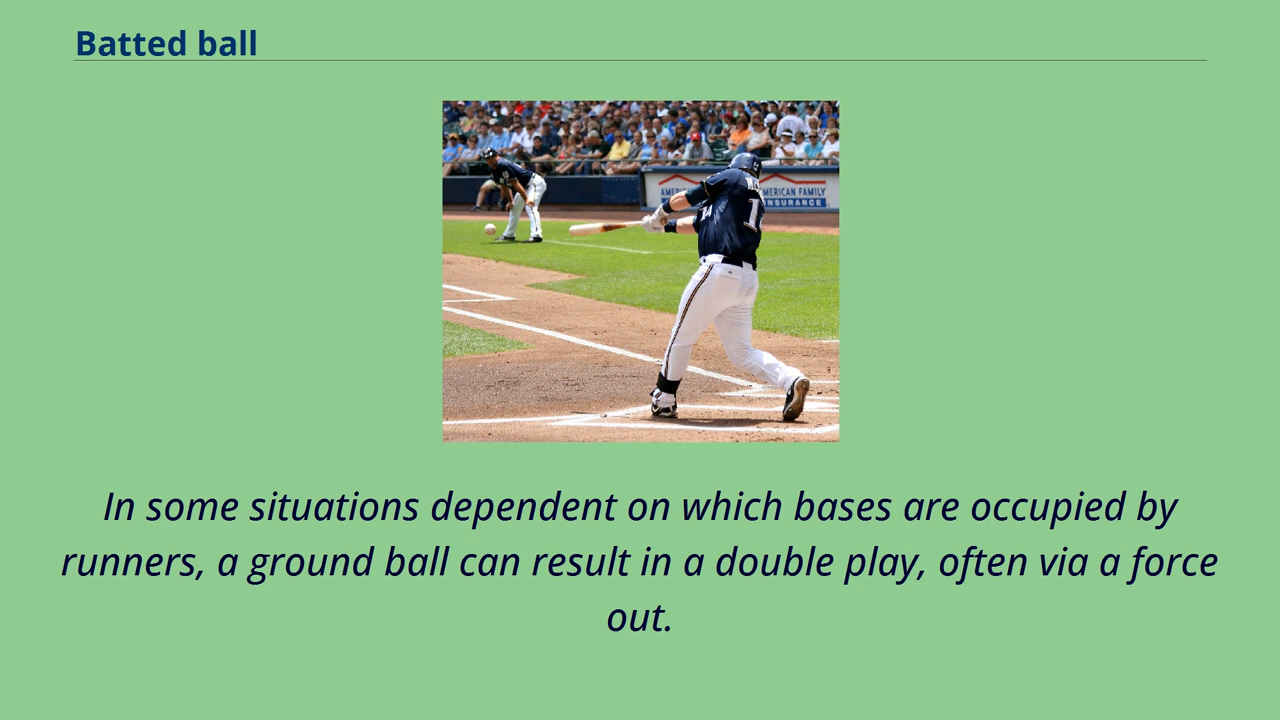 Batted ball
AMERICAN FAMILY
INSURANCE
In some situations dependent on which bases are occupied by
runners, a ground ball can result in a double play, often via a force
out.